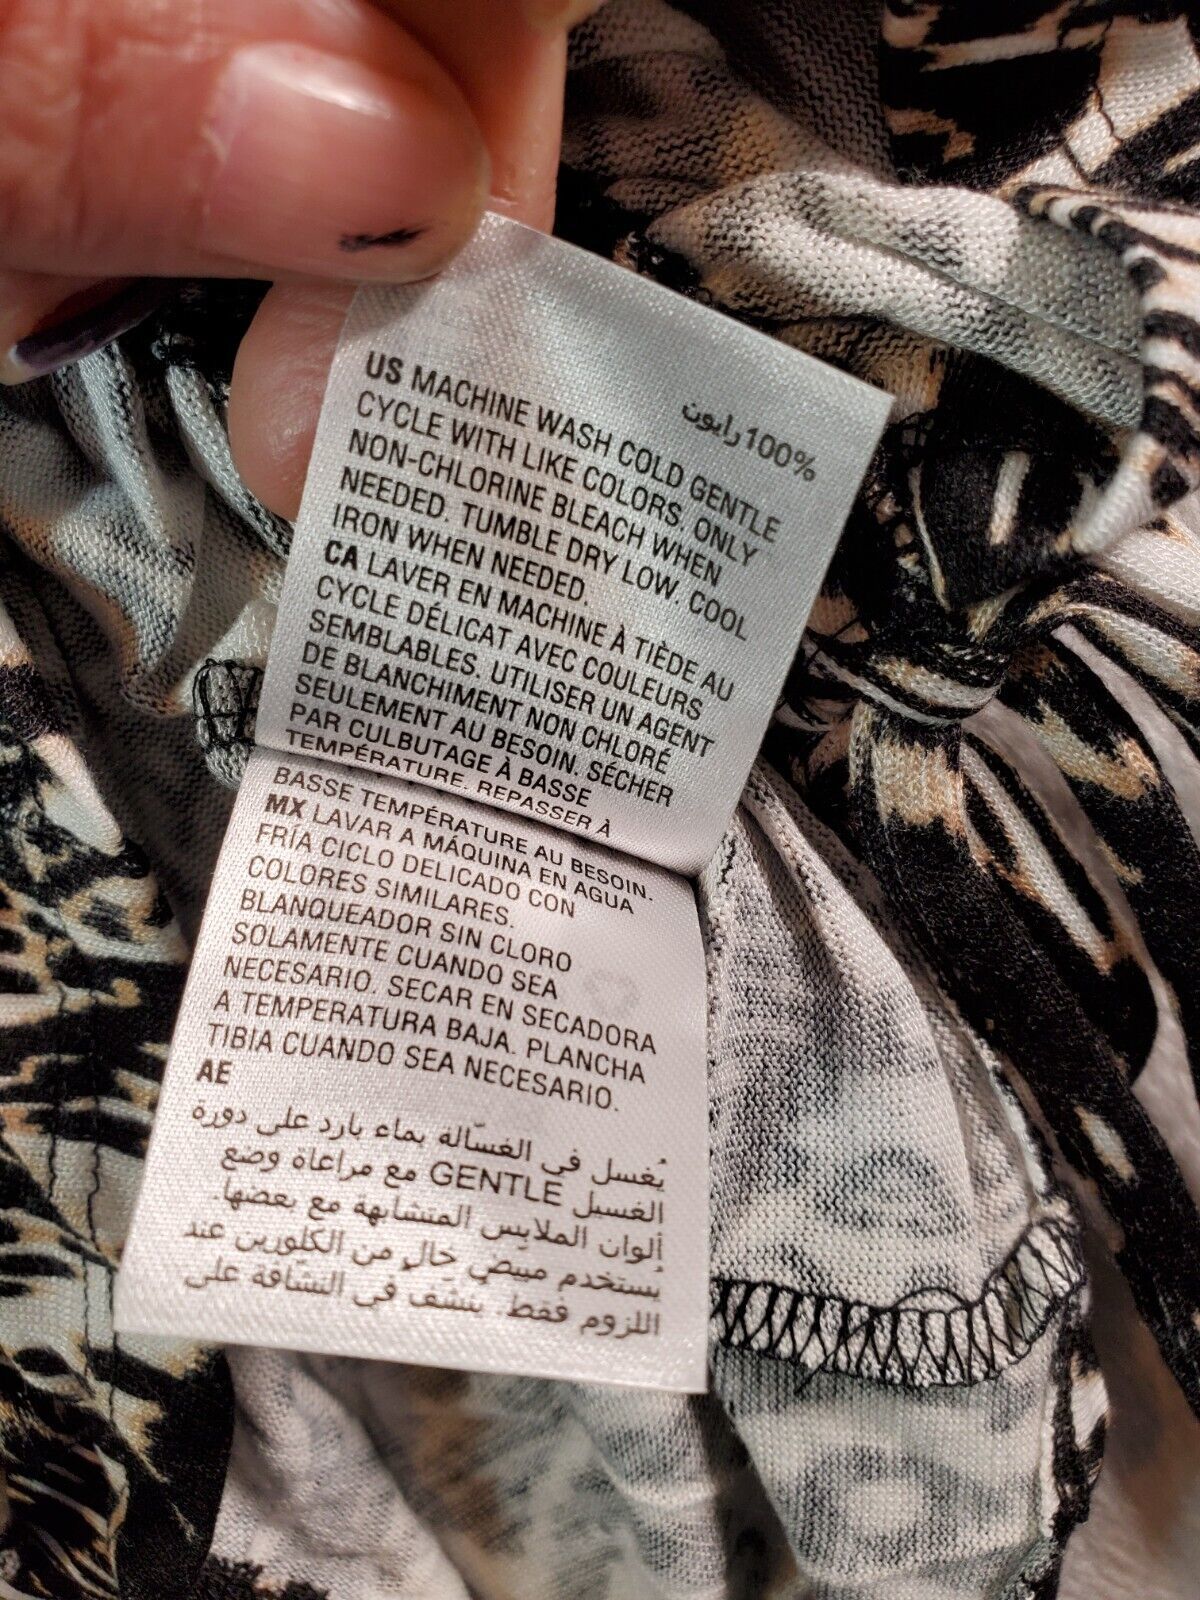 100% رايون
US MACHINE WASH COLD GENTLE
CYCLE WITH LIKE COLORS. ONLY
NON-CHLORINE BLEACH WHEN
NEEDED. TUMBLE DRY LOW. COOL
IRON WHEN NEEDED.
CA LAVER EN MACHINE À TIÈDE AU
CYCLE DÉLICAT AVEC COULEURS
SEMBLABLES. UTILISER UN AGENT
DE BLANCHIMENT NON CHLORÉ
SEULEMENT AU BESOIN. SÉCHER
PAR CULBUTAGE À BASSE
TEMPÉRATURE. REPASSER À
BASSE TEMPÉRATURE AU BESOIN.
MX LAVAR A MÁQUINA EN AGUA
FRÍA CICLO DELICADO CON
COLORES SIMILARES.
BLANQUEADOR SIN CLORO
SOLAMENTE CUANDO SEA
NECESARIO. SECAR EN SECADORA
A TEMPERATURA BAJA. PLANCHA
TIBIA CUANDO SEA NECESARIO.
AE
يُغسل في الغسّالة بماء بارد على دورة
الغسيل GENTLE مع مراعاة وضع
ألوان الملابس المتشابهة مع بعضها.
يُستخدم مبيض خالٍ من الكلورين عند
اللزوم فقط. ينشّف في النشّافة على